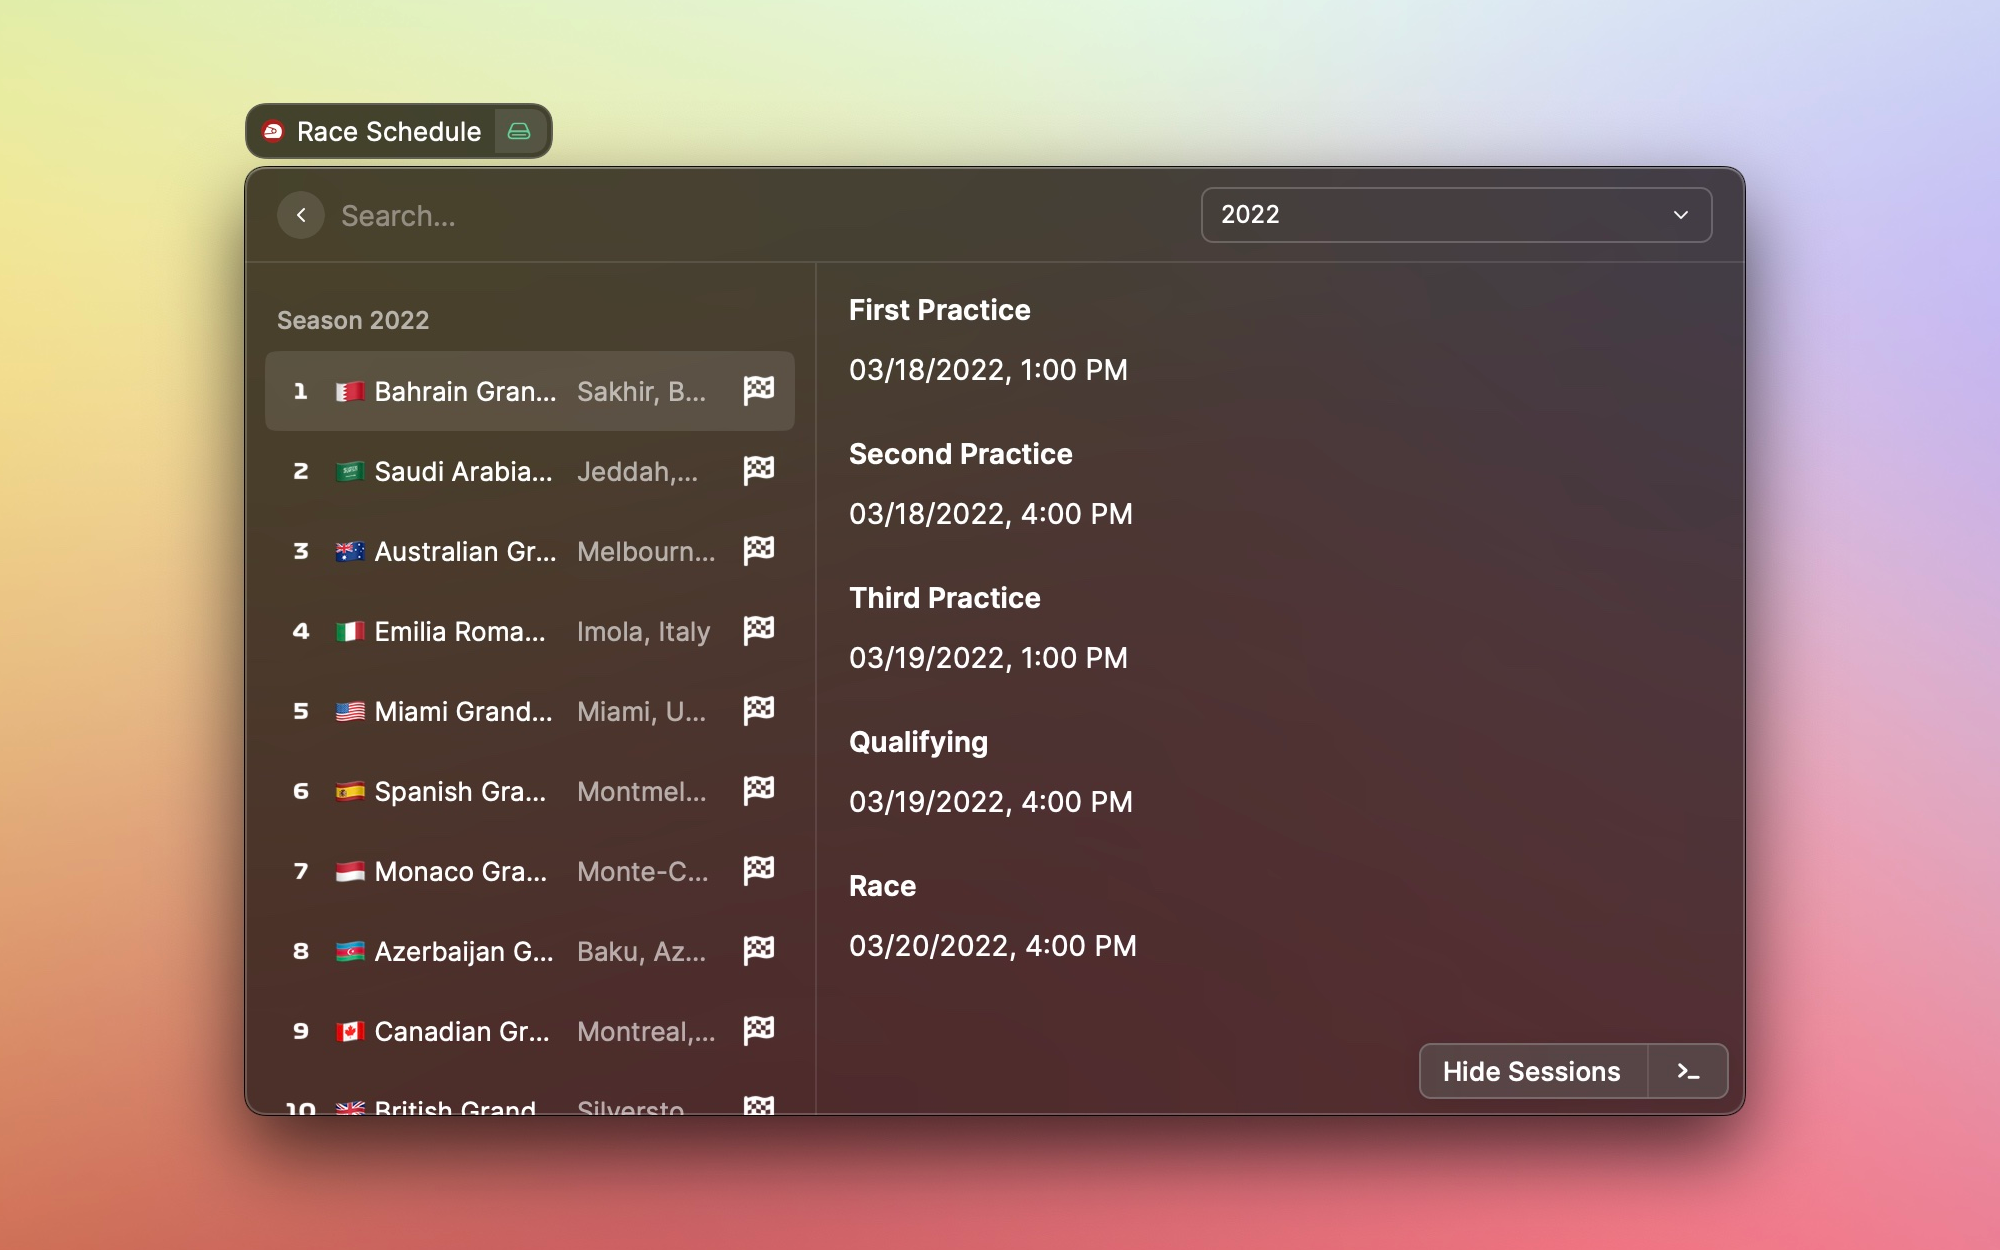 Race Schedule
Search...
2022
Season 2022
1 Bahrain Gran... Sakhir, B...
2 Saudi Arabia... Jeddah,...
3 Australian Gr... Melbourn...
4 Emilia Roma... Imola, Italy
5 Miami Grand... Miami, U...
6 Spanish Gra... Montmel...
7 Monaco Gra... Monte-C...
8 Azerbaijan G... Baku, Az...
9 Canadian Gr... Montreal,...
10 British Grand Silversto
First Practice
03/18/2022, 1:00 PM
Second Practice
03/18/2022, 4:00 PM
Third Practice
03/19/2022, 1:00 PM
Qualifying
03/19/2022, 4:00 PM
Race
03/20/2022, 4:00 PM
Hide Sessions